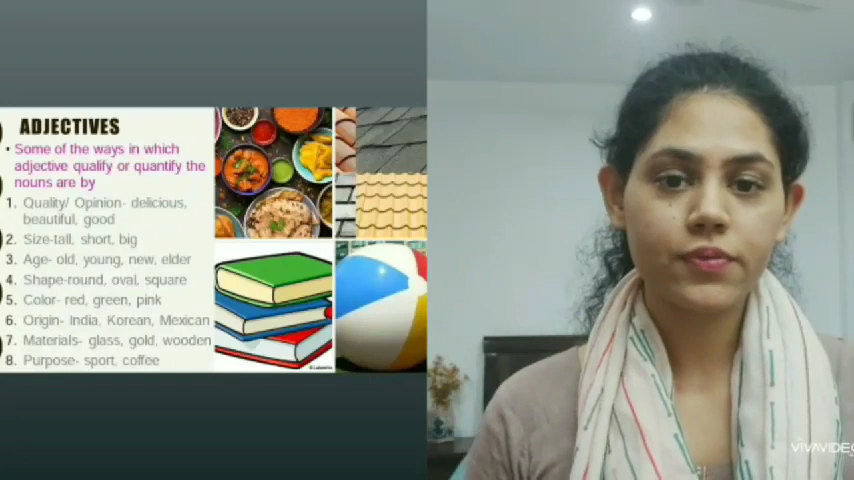 ADJECTIVES
• Some of the ways in which
adjective qualify or quantify the
nouns are by
1. Quality/ Opinion- delicious,
beautiful, good
2. Size-tall, short, big
3. Age- old, young, new, elder
4. Shape-round, oval, square
5. Color- red, green, pink
6. Origin- India, Korean, Mexican
7. Materials- glass, gold, wooden
8. Purpose- sport, coffee
VIVAVIDEO